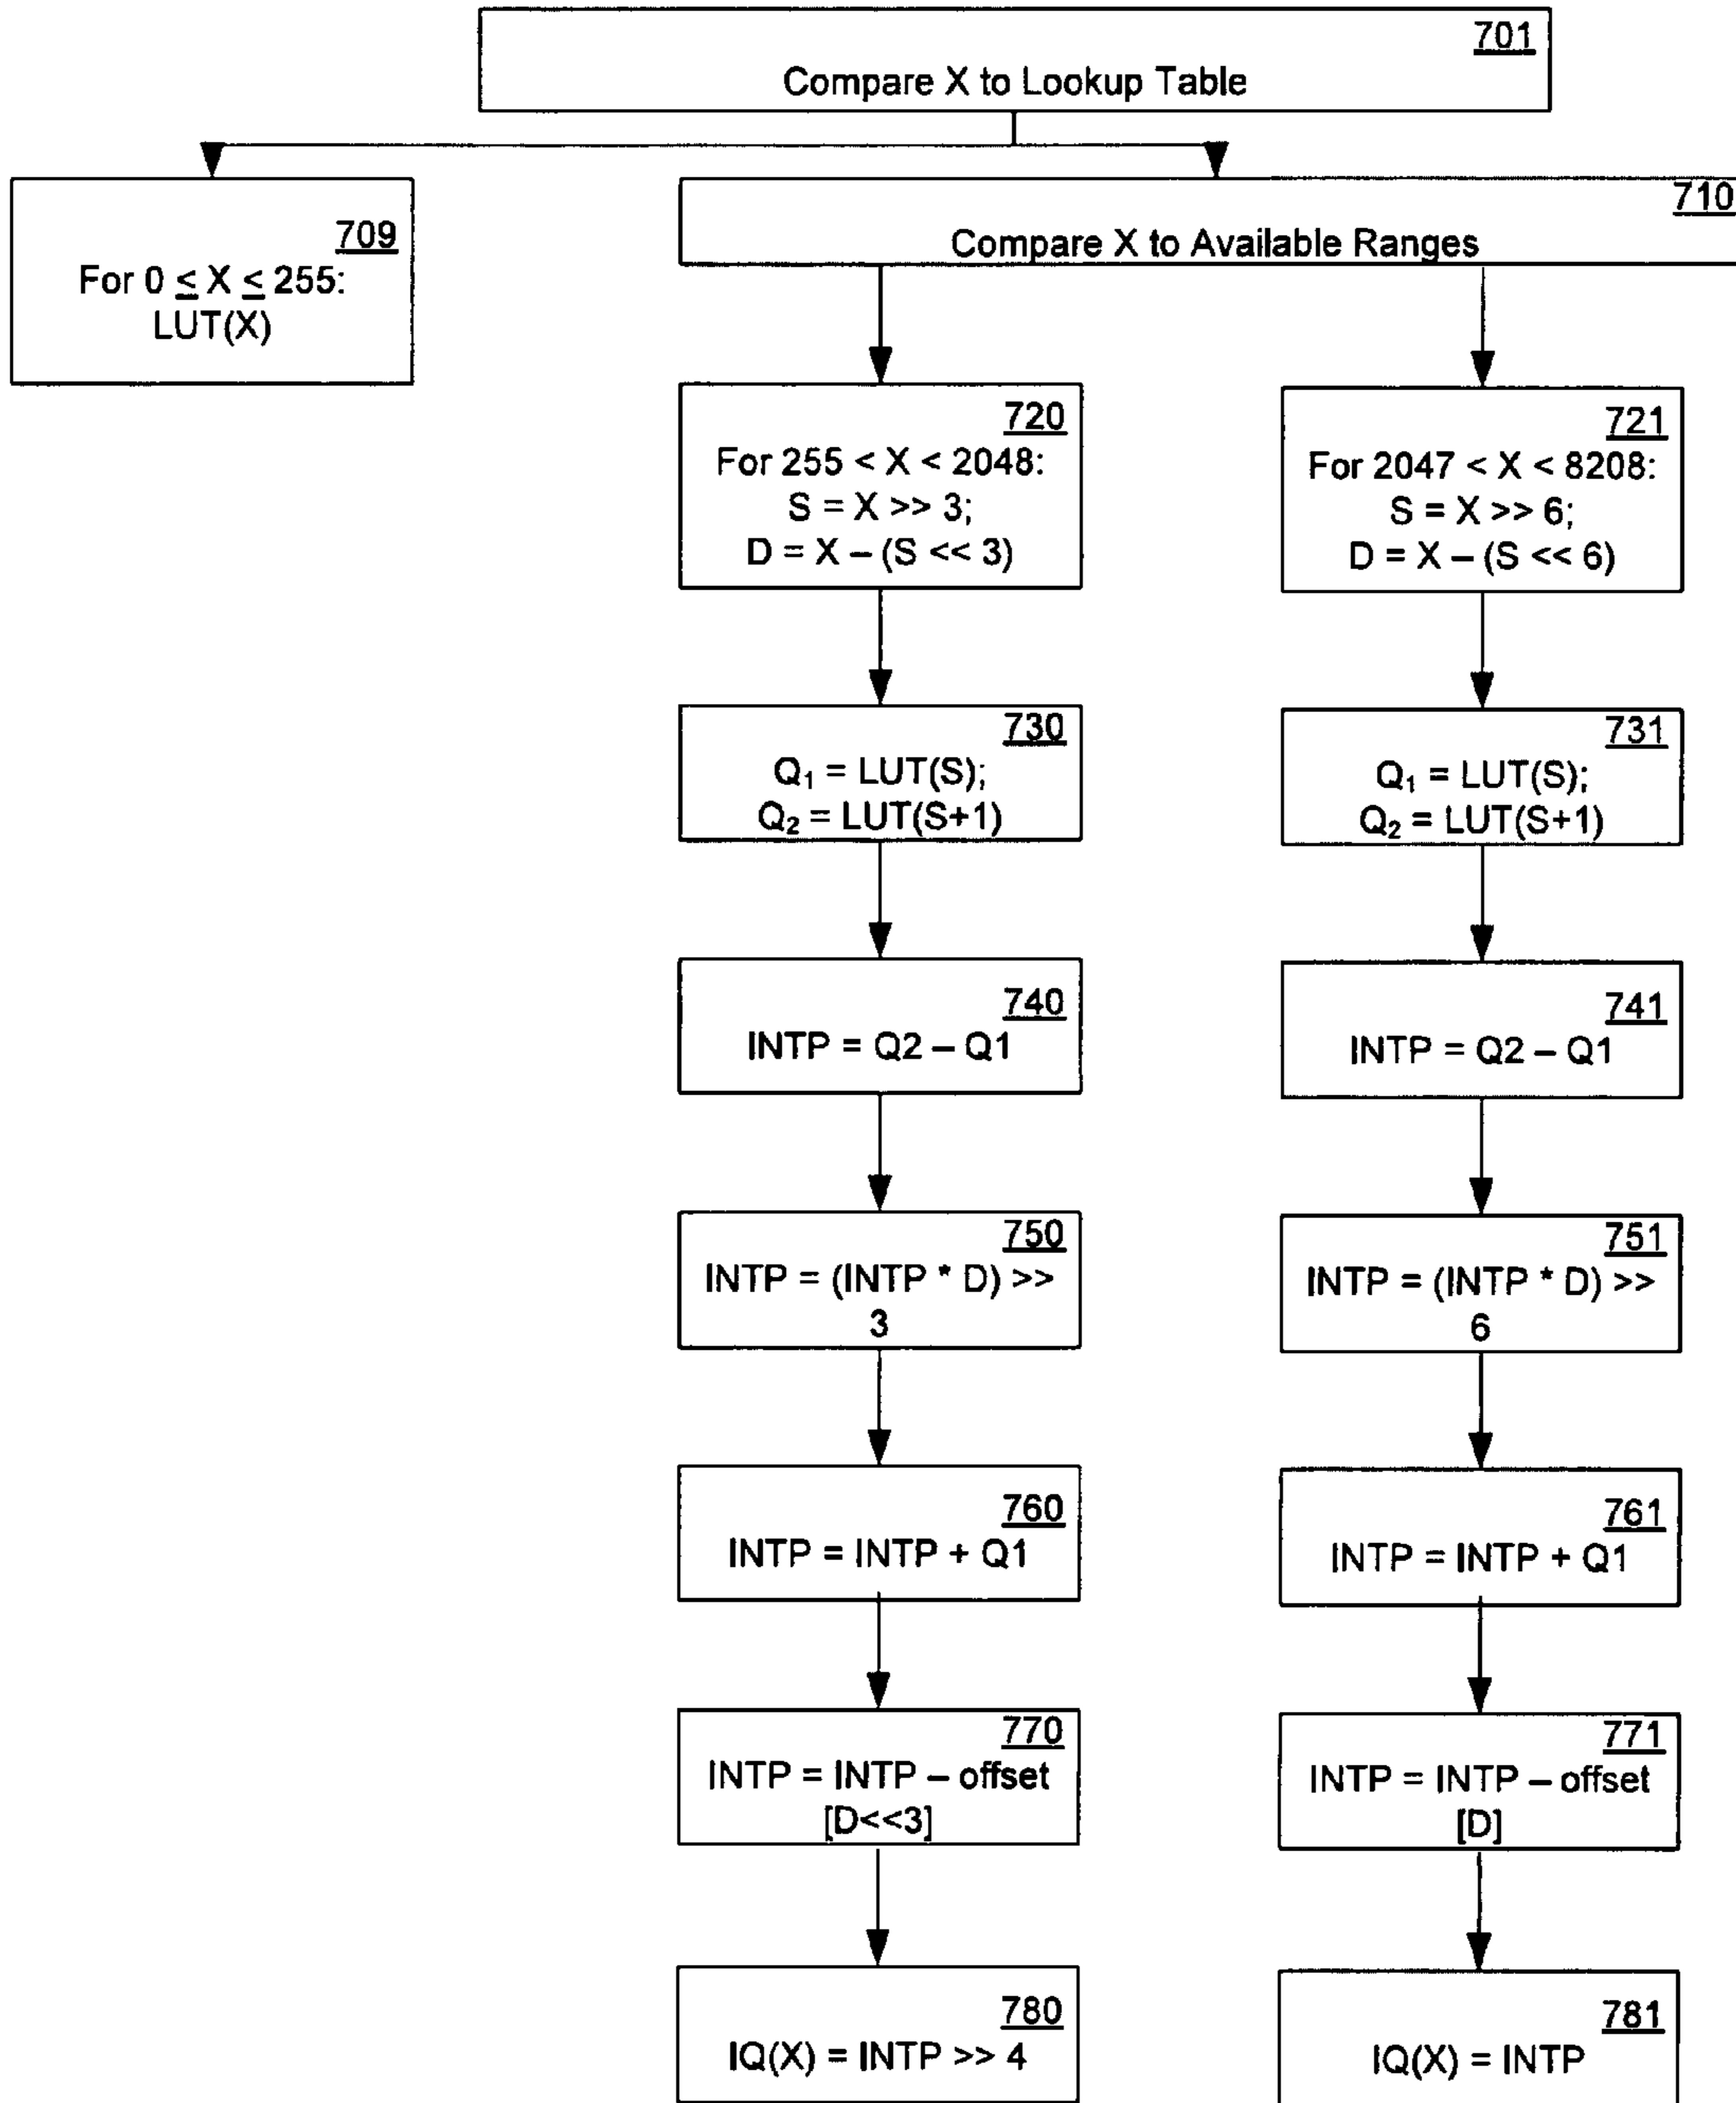 701
Compare X to Lookup Table
709
For 0 ≤ X ≤ 255:
LUT(X)
710
Compare X to Available Ranges
720
For 255 < X < 2048:
S = X >> 3;
D = X – (S << 3)
721
For 2047 < X < 8208:
S = X >> 6;
D = X – (S << 6)
730
Q₁ = LUT(S);
Q₂ = LUT(S+1)
731
Q₁ = LUT(S);
Q₂ = LUT(S+1)
740
INTP = Q2 – Q1
741
INTP = Q2 – Q1
750
INTP = (INTP * D) >>
3
751
INTP = (INTP * D) >>
6
760
INTP = INTP + Q1
761
INTP = INTP + Q1
770
INTP = INTP – offset
[D<<3]
771
INTP = INTP – offset
[D]
780
IQ(X) = INTP >> 4
781
IQ(X) = INTP